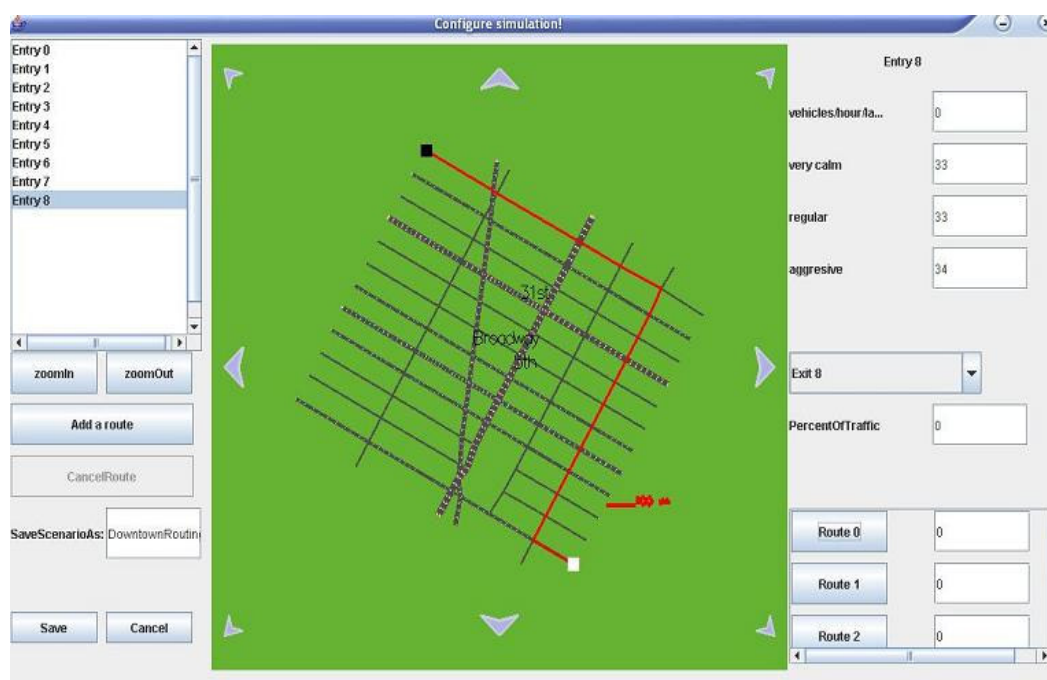 Configure simulation!
Entry 0
Entry 1
Entry 2
Entry 3
Entry 4
Entry 5
Entry 6
Entry 7
Entry 8
zoomIn
zoomOut
Add a route
CancelRoute
SaveScenarioAs:
DowntownRouting
Save
Cancel
31st
Broadway
5th
Entry 8
vehicles/hour/la...
0
very calm
33
regular
33
aggresive
34
Exit 8
PercentOfTraffic
0
Route 0
0
Route 1
0
Route 2
0